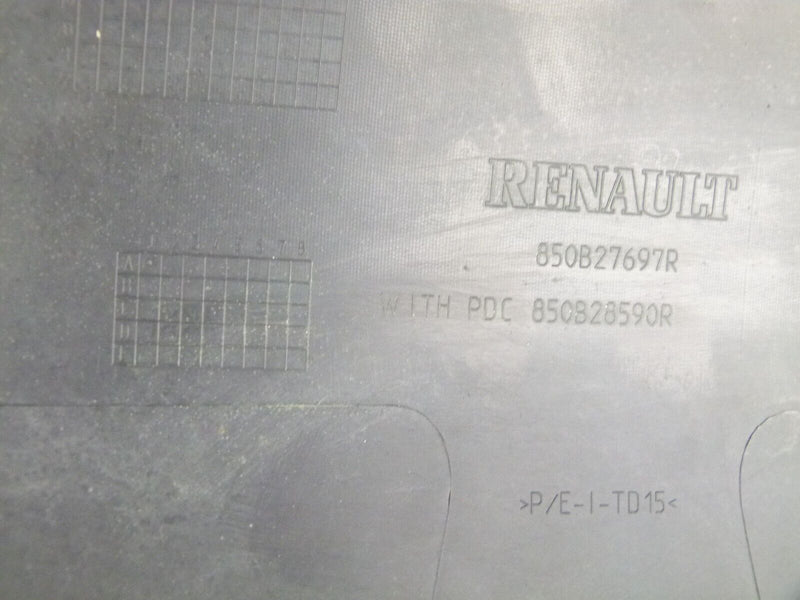 RENAULT
850B27697R
WITH PDC 850B28590R
>P/E-I-TD15<
A
B
D